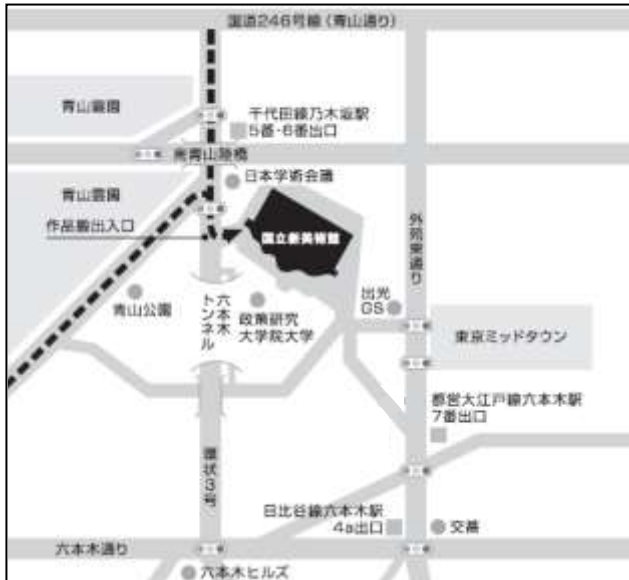 国道246号線(青山通り)
青山霊園
千代田線乃木坂駅
5番・6番出口
南青山陸橋
日本学術会議
青山霊園
作品搬出入口
国立新美術館
外苑東通り
青山公園
六本木
トンネル
政策研究
大学院大学
出光
GS
東京ミッドタウン
都営大江戸線六本木駅
7番出口
環状3号
日比谷線六本木駅
4a出口
交番
六本木通り
六本木ヒルズ